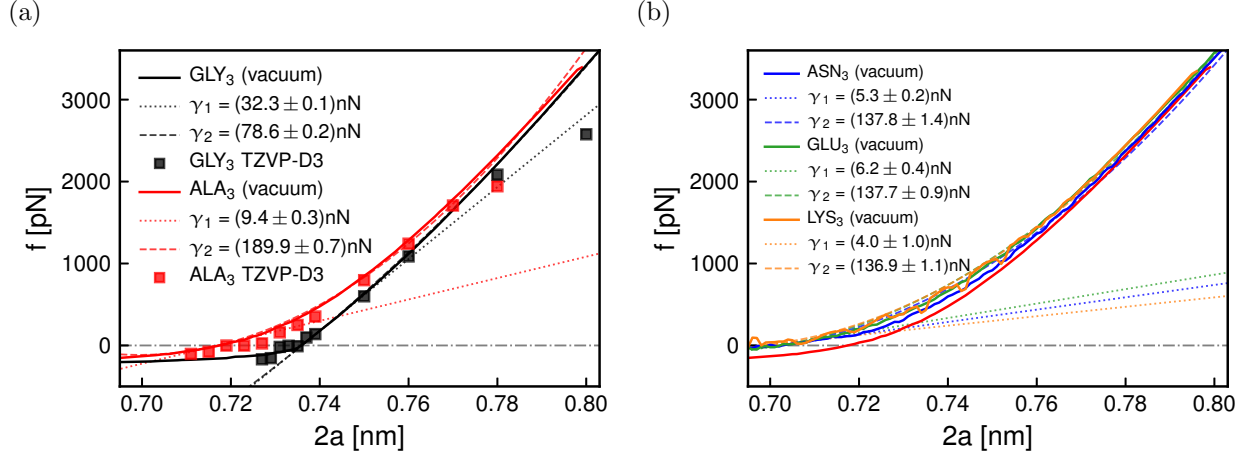 (a)
f [pN]
3000
2000
1000
0
GLY₃ (vacuum)
γ₁ = (32.3 ± 0.1)nN
γ₂ = (78.6 ± 0.2)nN
GLY₃ TZVP-D3
ALA₃ (vacuum)
γ₁ = (9.4 ± 0.3)nN
γ₂ = (189.9 ± 0.7)nN
ALA₃ TZVP-D3
0.70 0.72 0.74 0.76 0.78 0.80
2a [nm]
(b)
f [pN]
3000
2000
1000
0
ASN₃ (vacuum)
γ₁ = (5.3 ± 0.2)nN
γ₂ = (137.8 ± 1.4)nN
GLU₃ (vacuum)
γ₁ = (6.2 ± 0.4)nN
γ₂ = (137.7 ± 0.9)nN
LYS₃ (vacuum)
γ₁ = (4.0 ± 1.0)nN
γ₂ = (136.9 ± 1.1)nN
0.70 0.72 0.74 0.76 0.78 0.80
2a [nm]